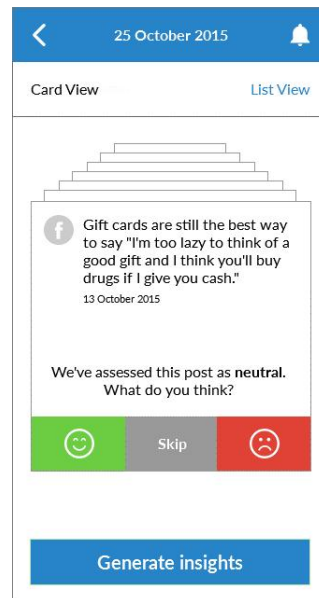 25 October 2015
Card View
List View
f
Gift cards are still the best way
to say "I'm too lazy to think of a
good gift and I think you'll buy
drugs if I give you cash."
13 October 2015
We've assessed this post as neutral.
What do you think?
Skip
Generate insights